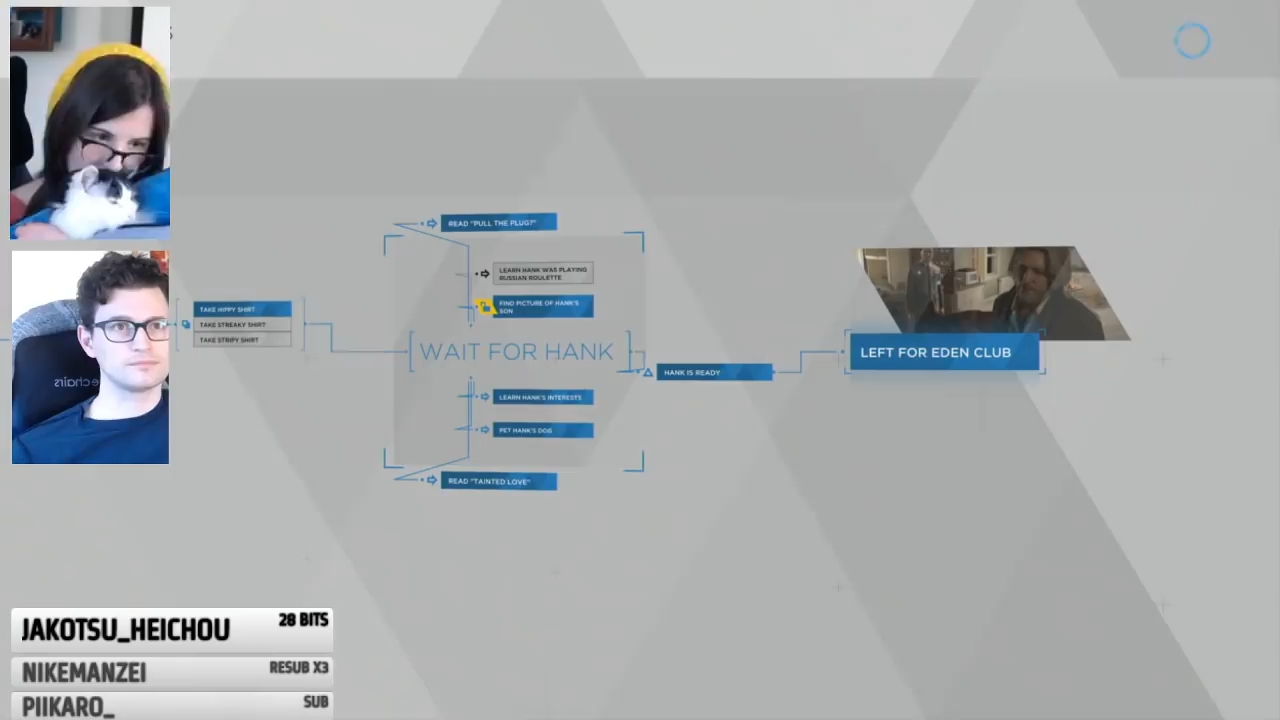 S
READ "PULL THE PLUG?"
LEARN HANK WAS PLAYING
RUSSIAN ROULETTE
FIND PICTURE OF HANK'S
SON
TAKE HIPPY SHIRT
TAKE STREAKY SHIRT
TAKE STRIPY SHIRT
WAIT FOR HANK
HANK IS READY
LEFT FOR EDEN CLUB
LEARN HANK'S INTERESTS
PET HANK'S DOG
READ "TAINTED LOVE"
echairs
JAKOTSU_HEICHOU 28 BITS
NIKEMANZEI RESUB X3
PIIKARO_ SUB